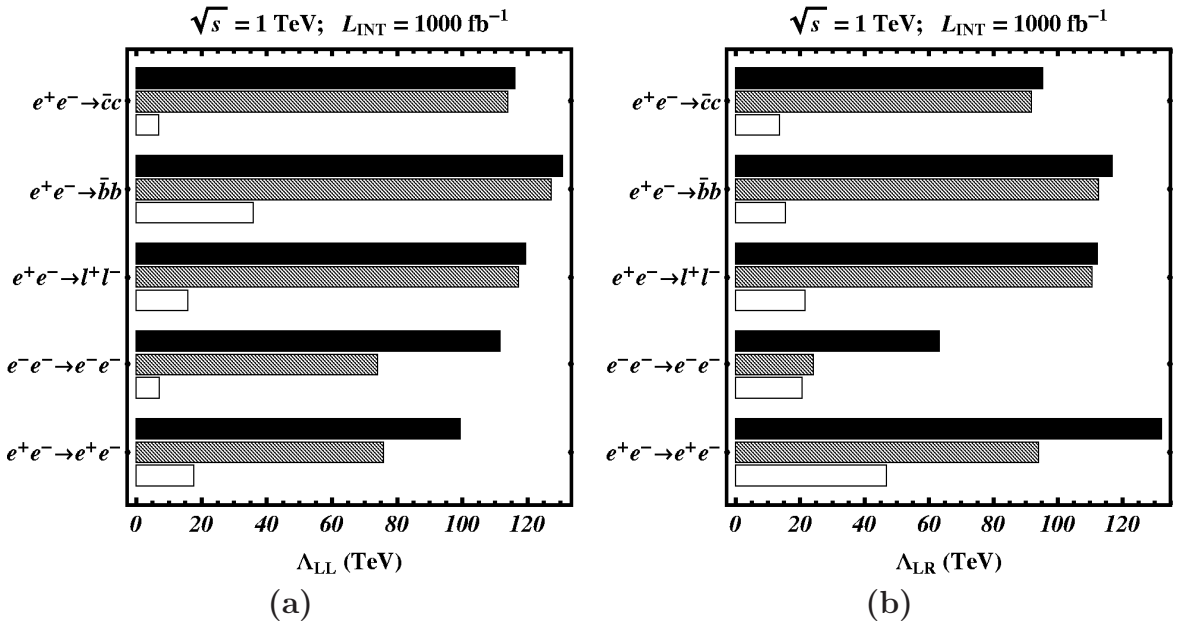 √s = 1 TeV; L_INT = 1000 fb⁻¹
e⁺e⁻→c̄c
e⁺e⁻→b̄b
e⁺e⁻→l⁺l⁻
e⁻e⁻→e⁻e⁻
e⁺e⁻→e⁺e⁻
0 20 40 60 80 100 120
Λ_LL (TeV)
(a)
√s = 1 TeV; L_INT = 1000 fb⁻¹
e⁺e⁻→c̄c
e⁺e⁻→b̄b
e⁺e⁻→l⁺l⁻
e⁻e⁻→e⁻e⁻
e⁺e⁻→e⁺e⁻
0 20 40 60 80 100 120
Λ_LR (TeV)
(b)